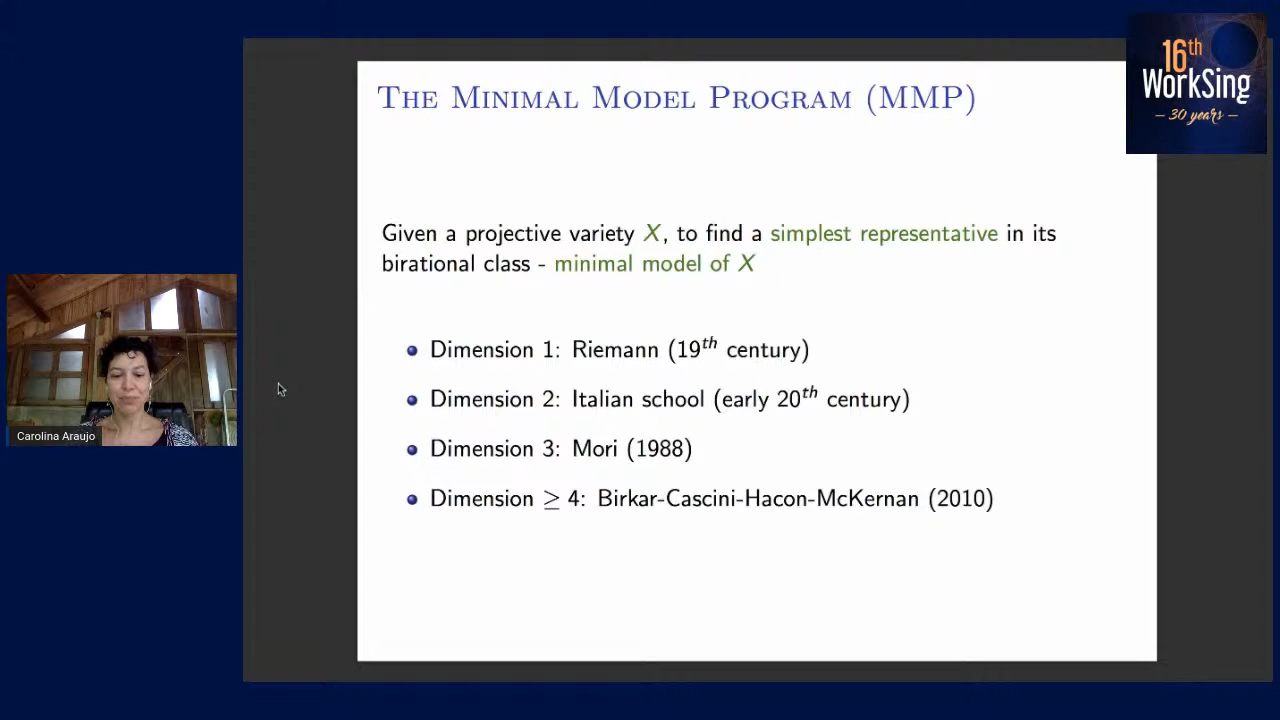 THE MINIMAL MODEL PROGRAM (MMP)
Given a projective variety X, to find a simplest representative in its
birational class - minimal model of X
Dimension 1: Riemann (19th century)
Dimension 2: Italian school (early 20th century)
Dimension 3: Mori (1988)
Dimension ≥ 4: Birkar-Cascini-Hacon-McKernan (2010)
Carolina Araujo
16th
WorkSing
— 30 years —